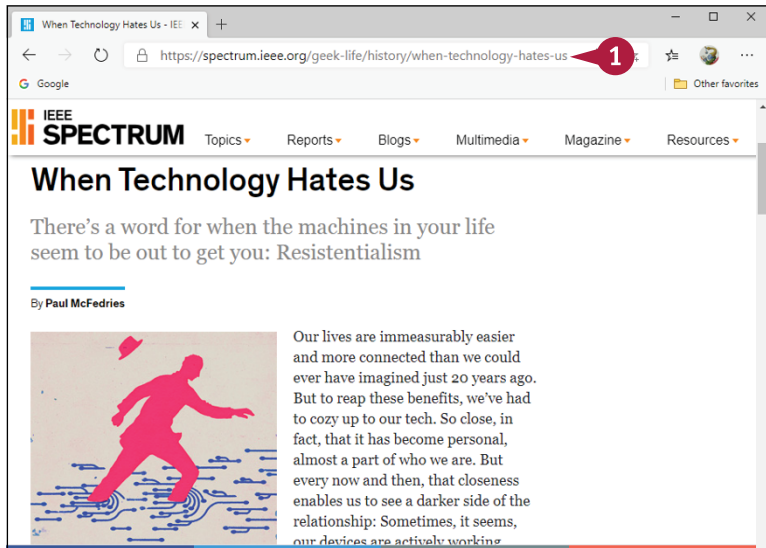 When Technology Hates Us - IEE
https://spectrum.ieee.org/geek-life/history/when-technology-hates-us
1
Google
Other favorites
IEEE
SPECTRUM
Topics
Reports
Blogs
Multimedia
Magazine
Resources
When Technology Hates Us
There's a word for when the machines in your life
seem to be out to get you: Resistentialism
By Paul McFedries
Our lives are immeasurably easier
and more connected than we could
ever have imagined just 20 years ago.
But to reap these benefits, we've had
to cozy up to our tech. So close, in
fact, that it has become personal,
almost a part of who we are. But
every now and then, that closeness
enables us to see a darker side of the
relationship: Sometimes, it seems,
our devices are actively working